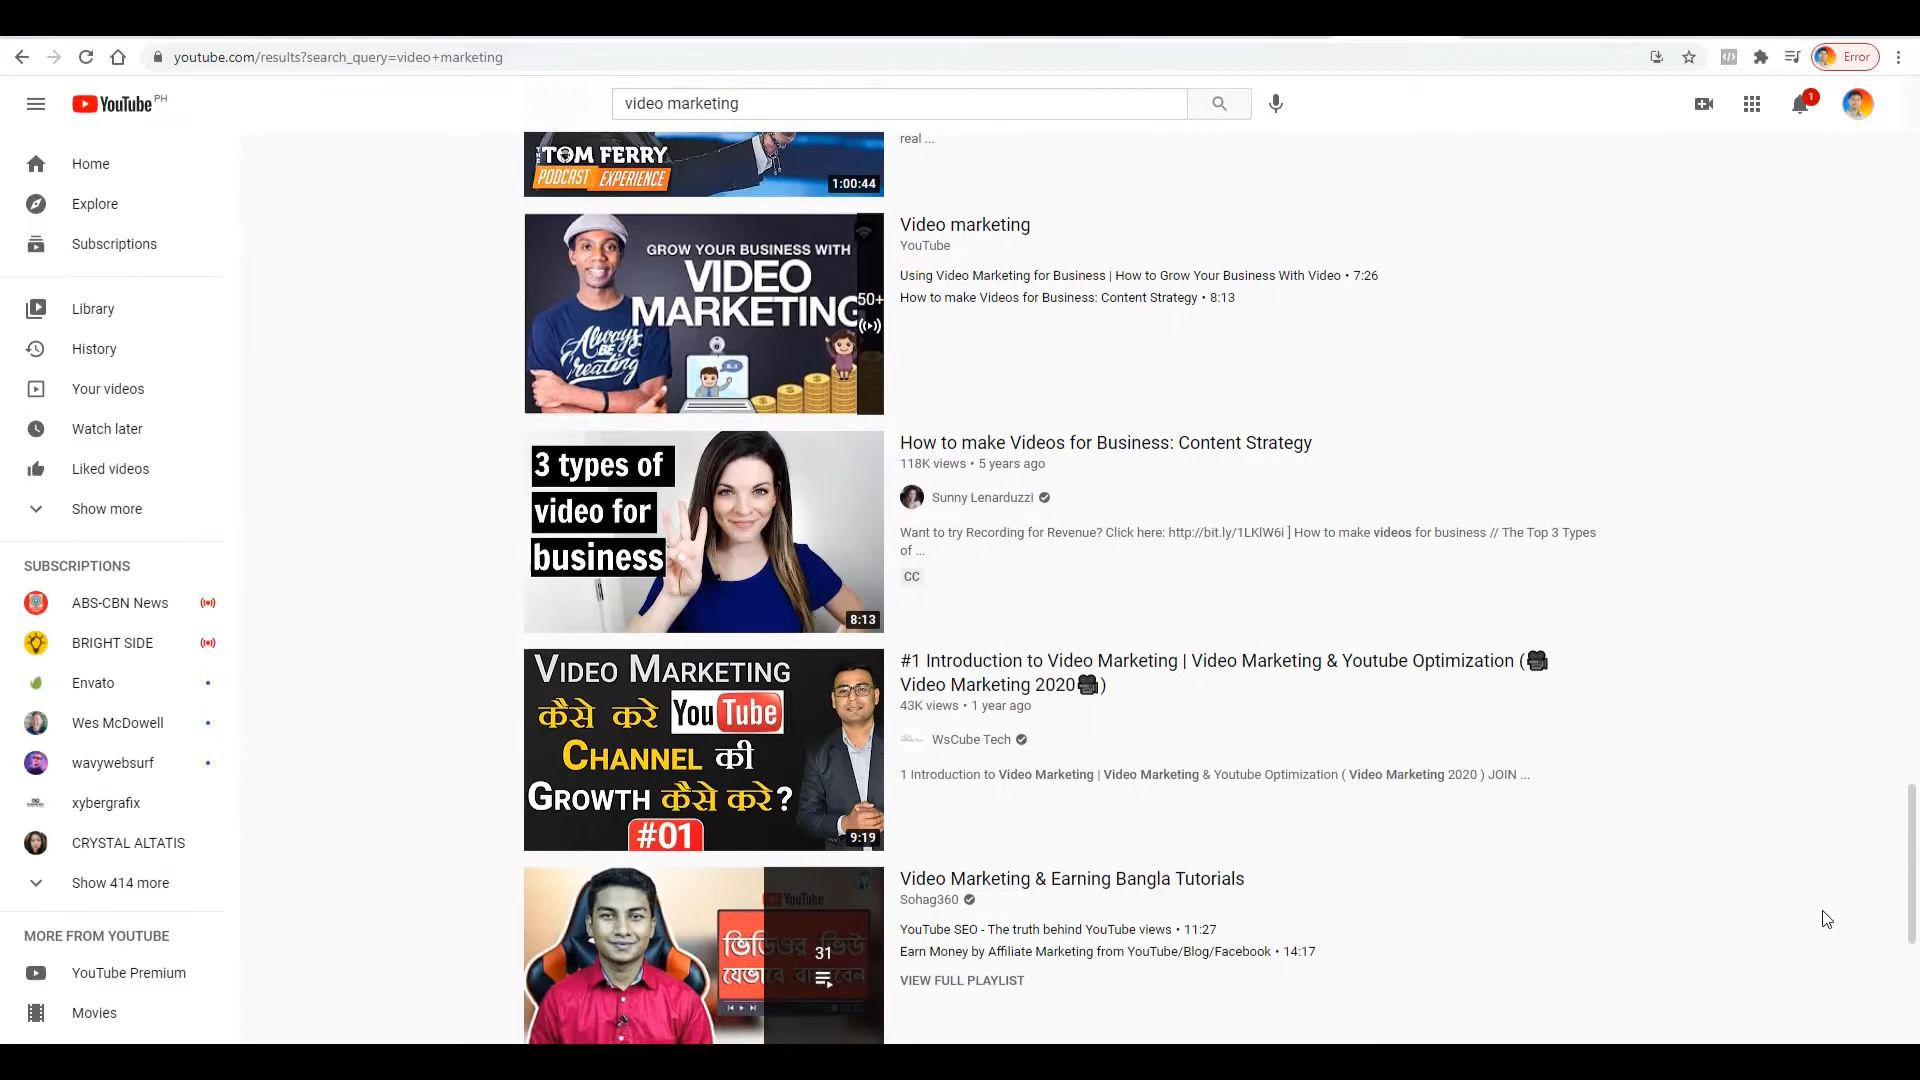 youtube.com/results?search_query=video+marketing
Error
YouTube PH
video marketing
1
Home
Explore
Subscriptions
Library
History
Your videos
Watch later
Liked videos
Show more
SUBSCRIPTIONS
ABS-CBN News
BRIGHT SIDE
Envato
Wes McDowell
wavywebsurf
xybergrafix
CRYSTAL ALTATIS
Show 414 more
MORE FROM YOUTUBE
YouTube Premium
Movies
THE TOM FERRY
PODCAST EXPERIENCE
1:00:44
real ...
GROW YOUR BUSINESS WITH
VIDEO
MARKETING
Always
BE
Creating
50+
Video marketing
YouTube
Using Video Marketing for Business | How to Grow Your Business With Video • 7:26
How to make Videos for Business: Content Strategy • 8:13
3 types of
video for
business
8:13
How to make Videos for Business: Content Strategy
118K views • 5 years ago
Sunny Lenarduzzi
Want to try Recording for Revenue? Click here: http://bit.ly/1LKlW6i ] How to make videos for business // The Top 3 Types
of ...
CC
VIDEO MARKETING
कैसे करे YouTube
CHANNEL की
GROWTH कैसे करे?
#01
9:19
#1 Introduction to Video Marketing | Video Marketing & Youtube Optimization (🎥
Video Marketing 2020🎥)
43K views • 1 year ago
WsCube Tech
1 Introduction to Video Marketing | Video Marketing & Youtube Optimization ( Video Marketing 2020 ) JOIN ...
YouTube
ভিডিওর ভিউ
যেভাবে বাড়াবেন
31
Video Marketing & Earning Bangla Tutorials
Sohag360
YouTube SEO - The truth behind YouTube views • 11:27
Earn Money by Affiliate Marketing from YouTube/Blog/Facebook • 14:17
VIEW FULL PLAYLIST